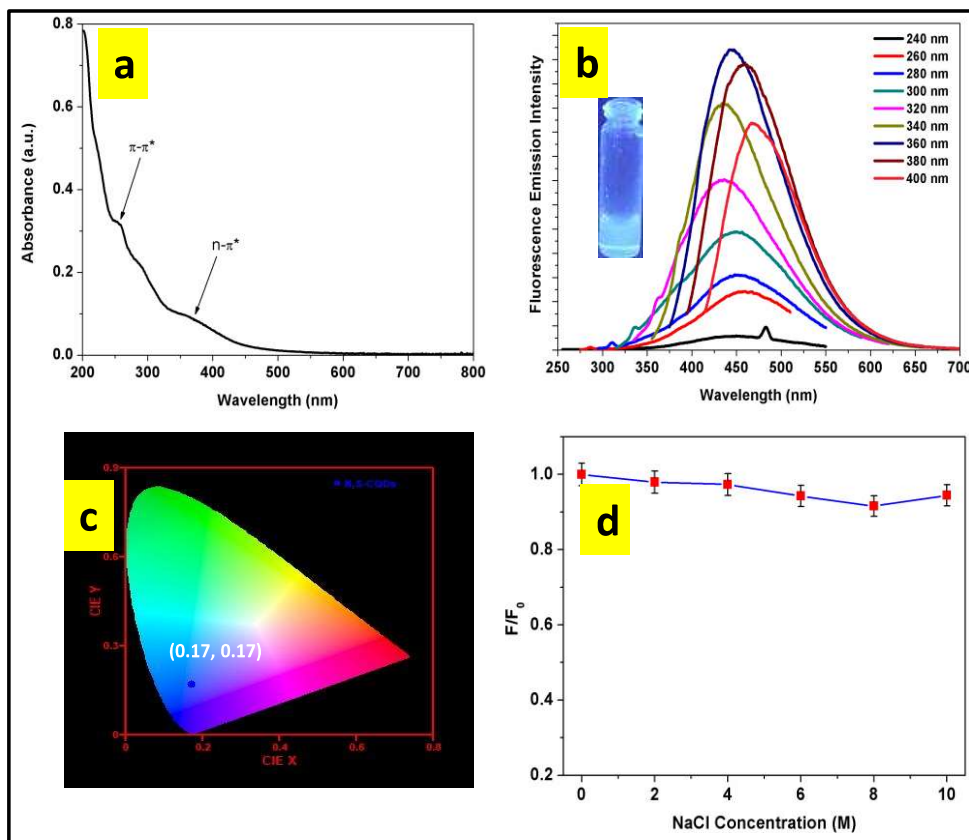 a
0.8
0.6
0.4
0.2
0.0
π-π*
n-π*
Absorbance (a.u.)
200 300 400 500 600 700 800
Wavelength (nm)
b
240 nm
260 nm
280 nm
300 nm
320 nm
340 nm
360 nm
380 nm
400 nm
Fluorescence Emission Intensity
250 300 350 400 450 500 550 600 650 700
Wavelength (nm)
c
N,S-CQDs
0.9
0.6
0.3
0
CIE Y
(0.17, 0.17)
0 0.2 0.4 0.6 0.8
CIE X
d
1.0
0.8
0.6
0.4
0.2
F/F0
0 2 4 6 8 10
NaCl Concentration (M)